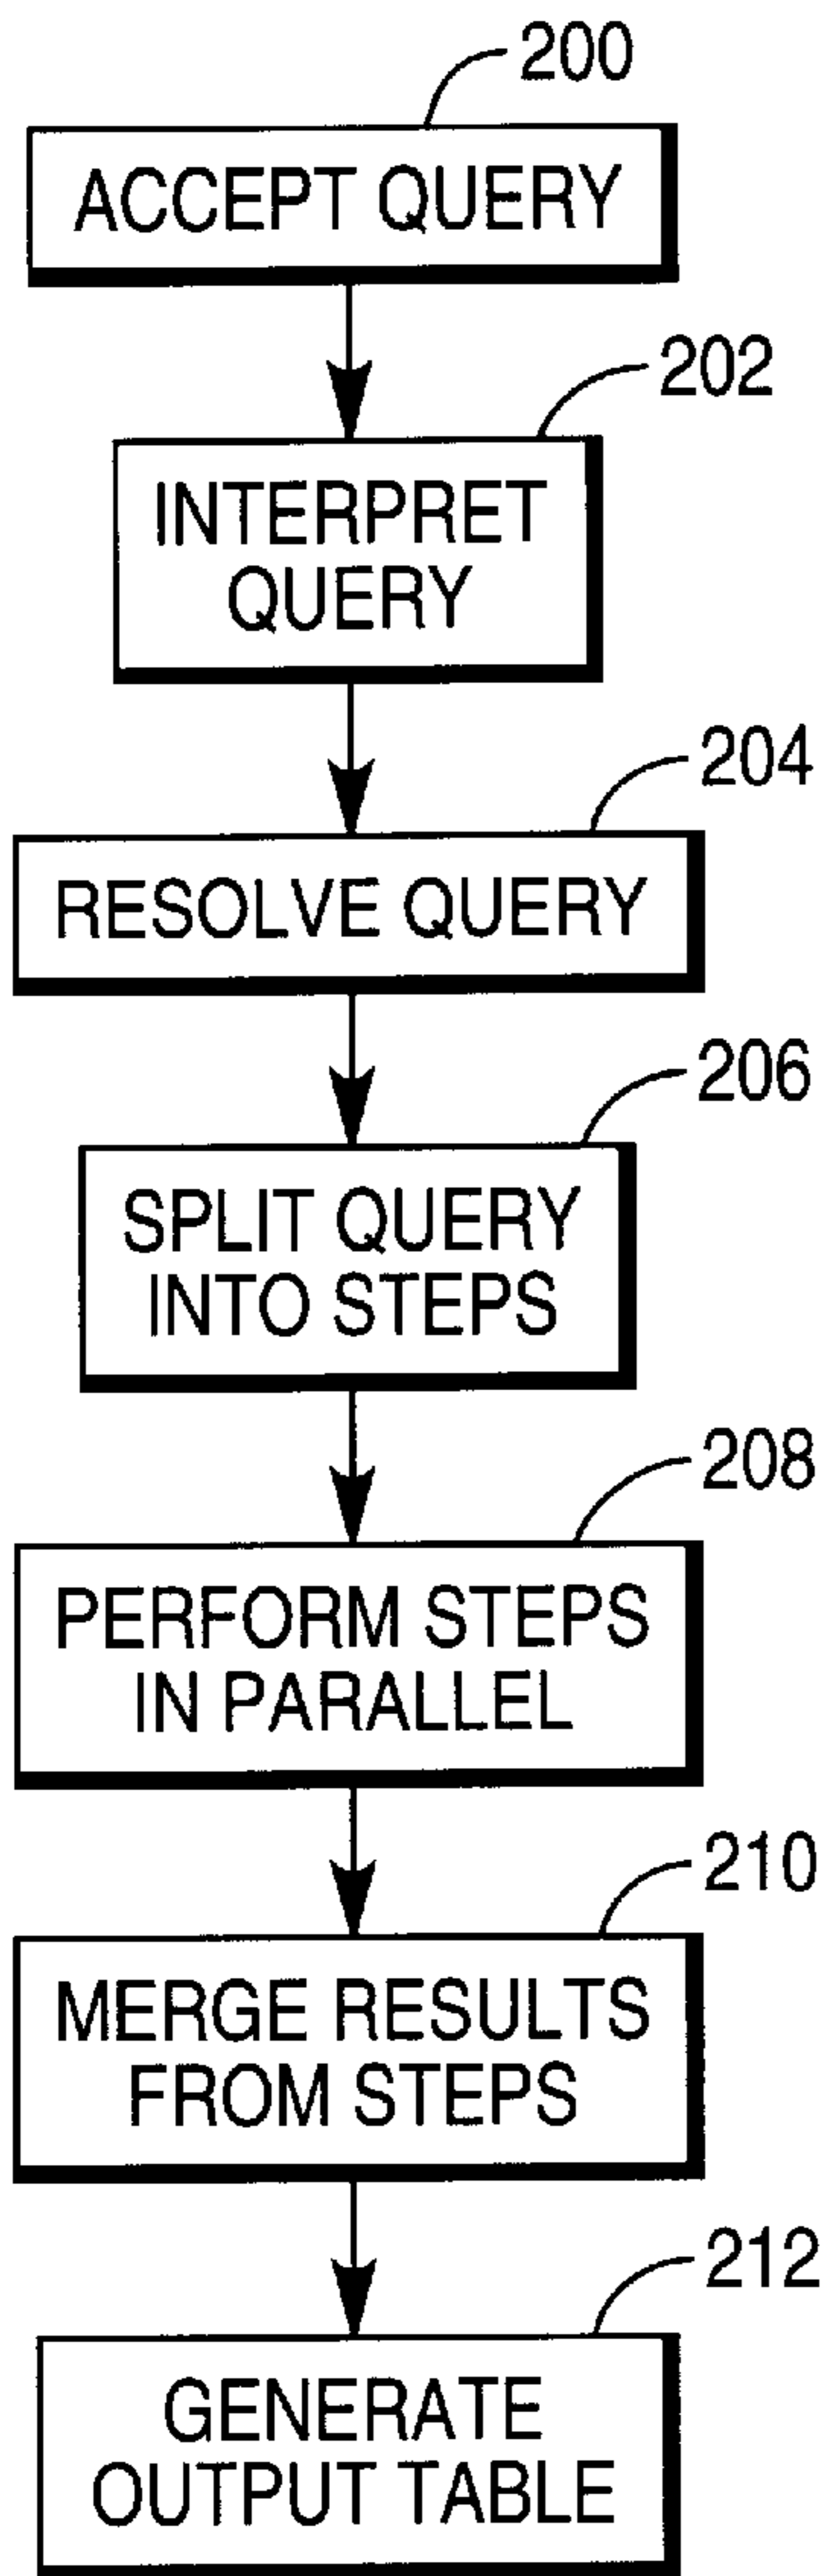 200
ACCEPT QUERY
202
INTERPRET
QUERY
204
RESOLVE QUERY
206
SPLIT QUERY
INTO STEPS
208
PERFORM STEPS
IN PARALLEL
210
MERGE RESULTS
FROM STEPS
212
GENERATE
OUTPUT TABLE